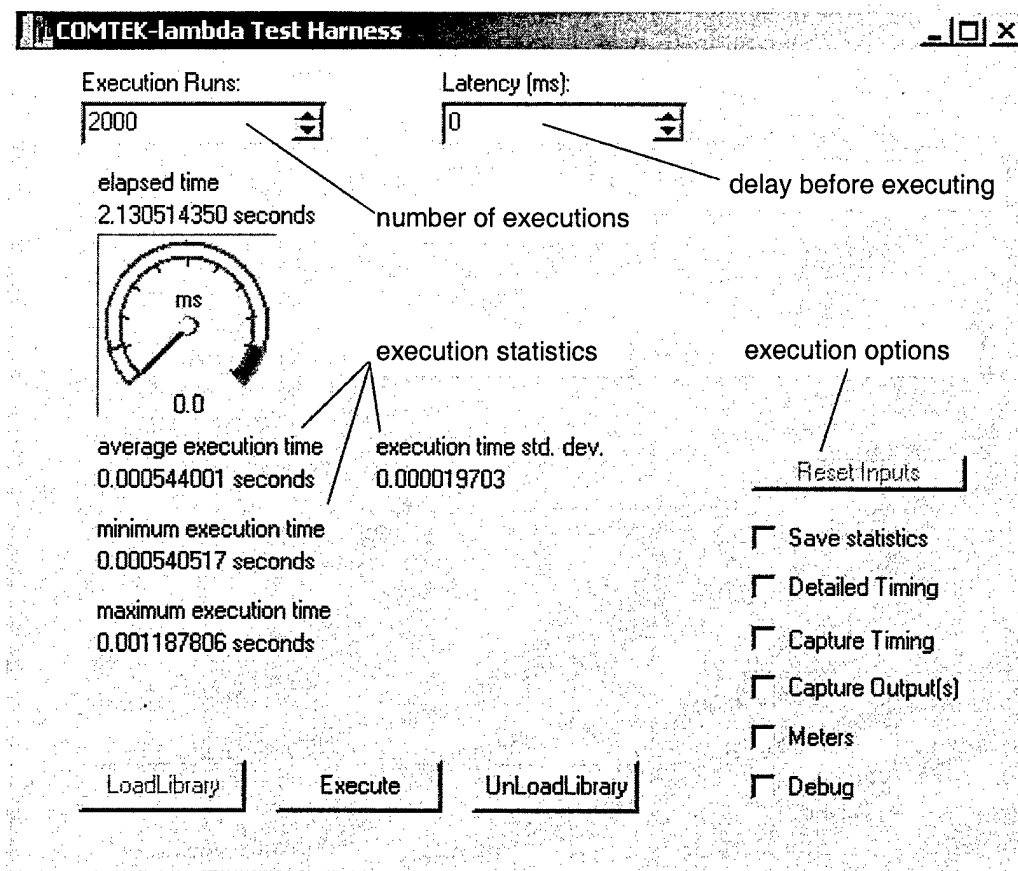 COMTEK-lambda Test Harness
Execution Runs:
Latency (ms):
2000
0
elapsed time
2.130514350 seconds
delay before executing
number of executions
ms
0.0
execution statistics
execution options
average execution time
0.000544001 seconds
execution time std. dev.
0.000019703
Reset Inputs
minimum execution time
0.000540517 seconds
maximum execution time
0.001187806 seconds
Save statistics
Detailed Timing
Capture Timing
Capture Output(s)
Meters
Debug
LoadLibrary
Execute
UnLoadLibrary